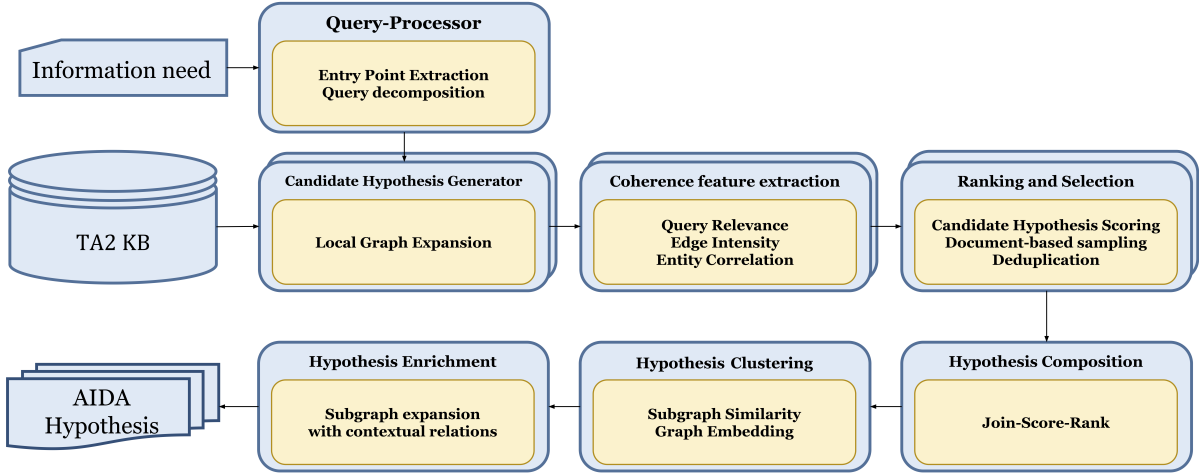 Query-Processor
Information need
Entry Point Extraction
Query decomposition
TA2 KB
Candidate Hypothesis Generator
Local Graph Expansion
Coherence feature extraction
Query Relevance
Edge Intensity
Entity Correlation
Ranking and Selection
Candidate Hypothesis Scoring
Document-based sampling
Deduplication
Hypothesis Composition
Join-Score-Rank
Hypothesis Clustering
Subgraph Similarity
Graph Embedding
Hypothesis Enrichment
Subgraph expansion
with contextual relations
AIDA
Hypothesis